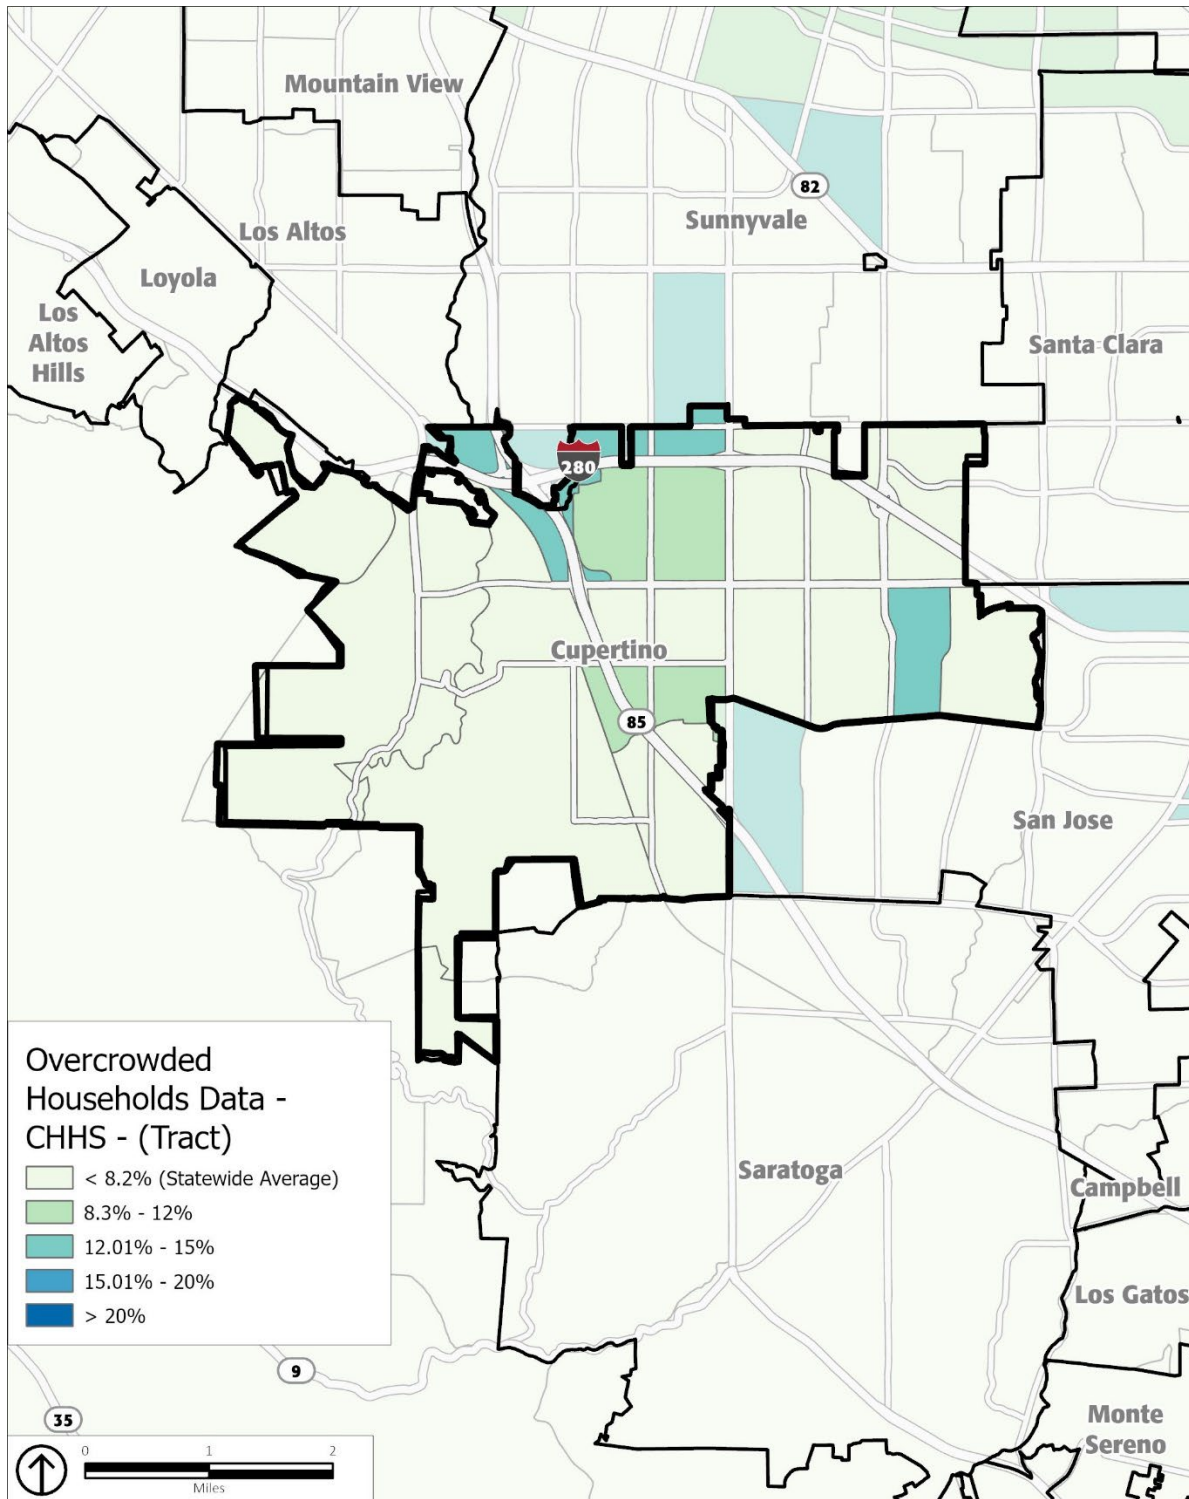 Mountain View
82
Sunnyvale
Los Altos
Loyola
Los
Altos
Hills
Santa Clara
280
Cupertino
85
San Jose
Overcrowded
Households Data -
CHHS - (Tract)
< 8.2% (Statewide Average)
8.3% - 12%
12.01% - 15%
15.01% - 20%
> 20%
Saratoga
Campbell
Los Gatos
9
35
Monte
Sereno
0 1 2
Miles